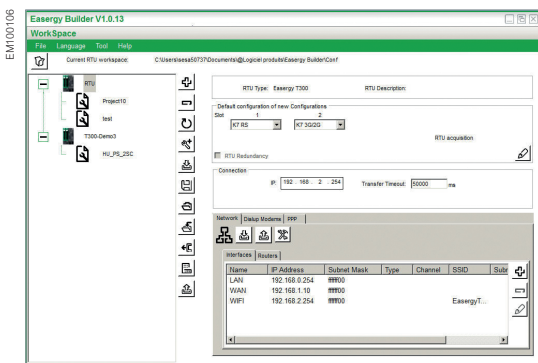 EM100106
Easergy Builder V1.0.13
WorkSpace
File Language Tool Help
Current RTU workspace: C:\Users\sesa50737\Documents\@Logiciel produits\Easergy Builder\Conf
RTU
Project10
test
T300-Demo3
HU_PS_2SC
RTU Type: Easergy T300 RTU Description:
Default configuration of new Configurations
Slot 1 2
K7 RS K7 3G/2G
RTU acquisition
RTU Redundancy
Connection
IP: 192 . 168 . 2 . 254 Transfer Timeout: 50000 ms
Network Dialup Modems PPP
Interfaces Routers
Name IP Address Subnet Mask Type Channel SSID Subr
LAN 192.168.0.254 ffffff00
WAN 192.168.1.10 ffffff00
WIFI 192.168.2.254 ffffff00 EasergyT...